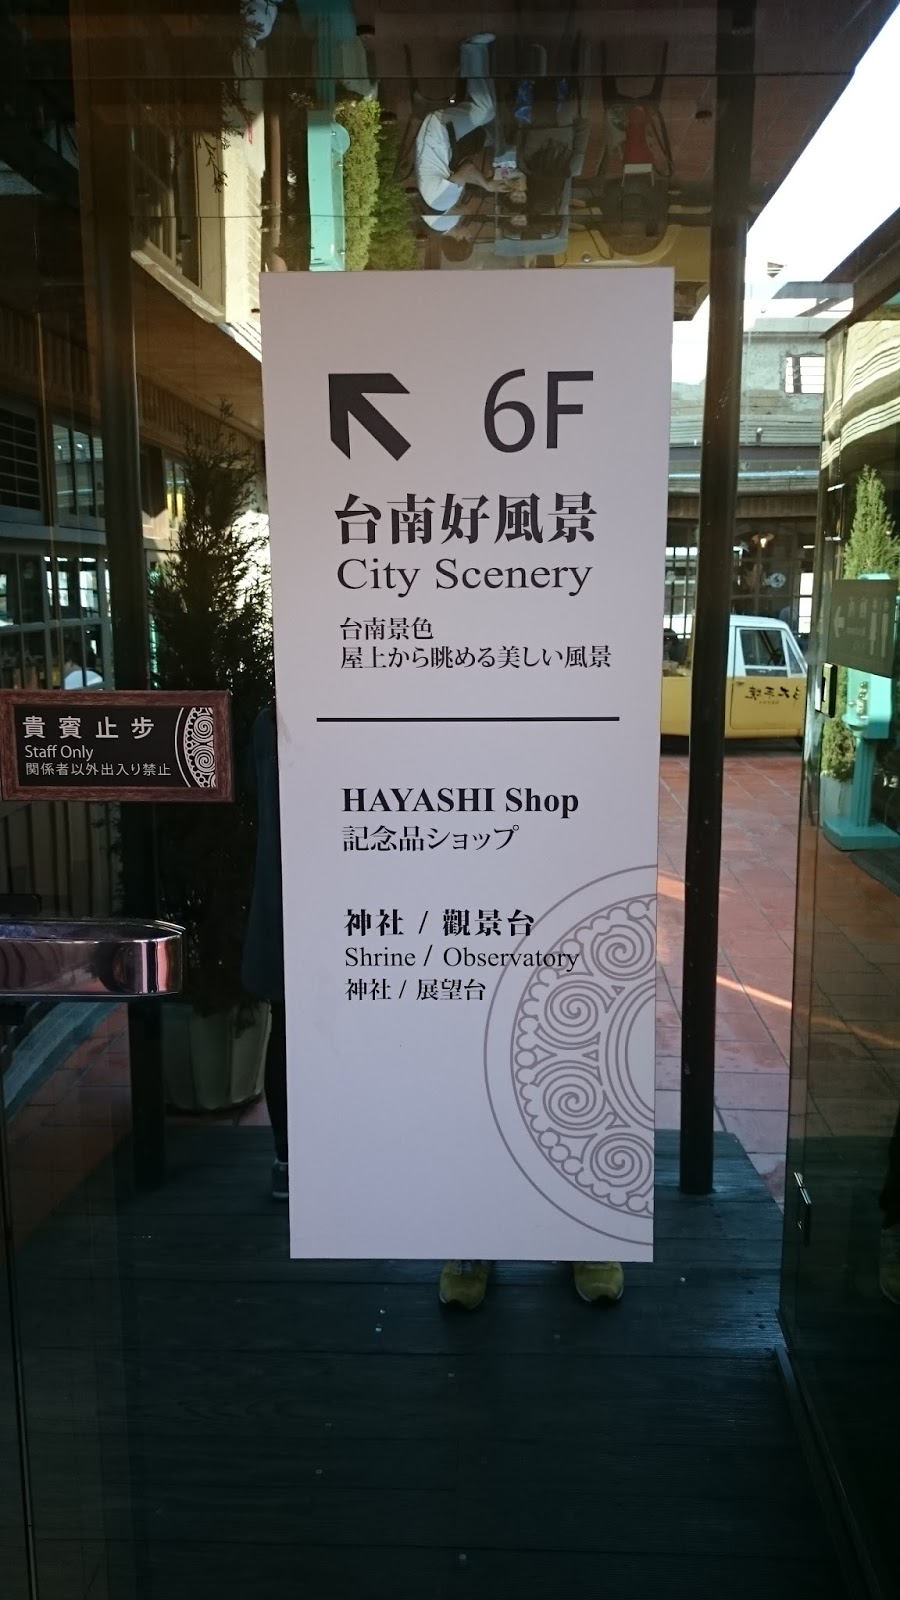 6F
台南好風景
City Scenery
台南景色
屋上から眺める美しい風景
HAYASHI Shop
記念品ショップ
神社 / 觀景台
Shrine / Observatory
神社 / 展望台
貴賓止步
Staff Only
関係者以外出入り禁止